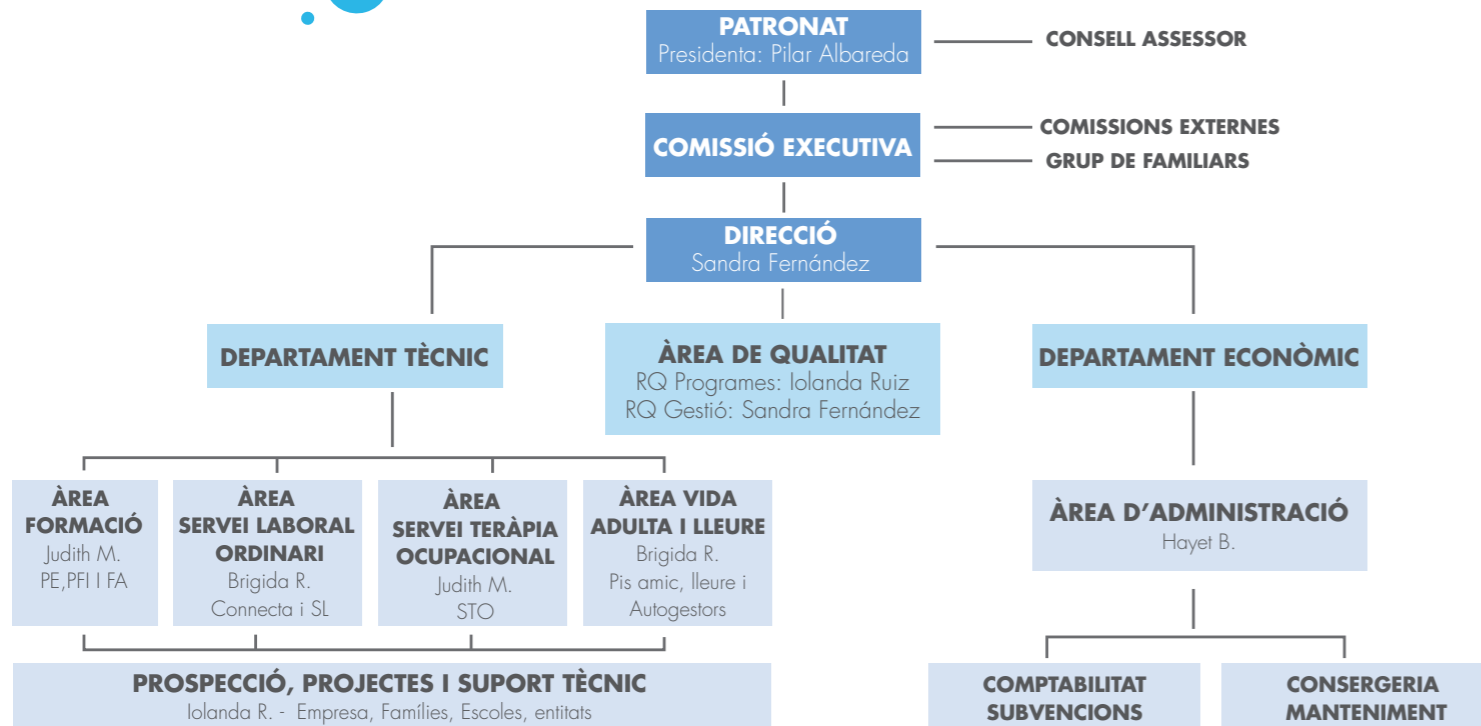 PATRONAT
Presidenta: Pilar Albareda
CONSELL ASSESSOR
COMISSIÓ EXECUTIVA
COMISSIONS EXTERNES
GRUP DE FAMILIARS
DIRECCIÓ
Sandra Fernández
DEPARTAMENT TÈCNIC
ÀREA DE QUALITAT
RQ Programes: Iolanda Ruiz
RQ Gestió: Sandra Fernández
DEPARTAMENT ECONÒMIC
ÀREA
FORMACIÓ
Judith M.
PE,PFI I FA
ÀREA
SERVEI LABORAL
ORDINARI
Brigida R.
Connecta i SL
ÀREA
SERVEI TERÀPIA
OCUPACIONAL
Judith M.
STO
ÀREA VIDA
ADULTA I LLEURE
Brigida R.
Pis amic, lleure i
Autogestors
ÀREA D’ADMINISTRACIÓ
Hayet B.
PROSPECCIÓ, PROJECTES I SUPORT TÈCNIC
Iolanda R. - Empresa, Famílies, Escoles, entitats
COMPTABILITAT
SUBVENCIONS
CONSERGERIA
MANTENIMENT